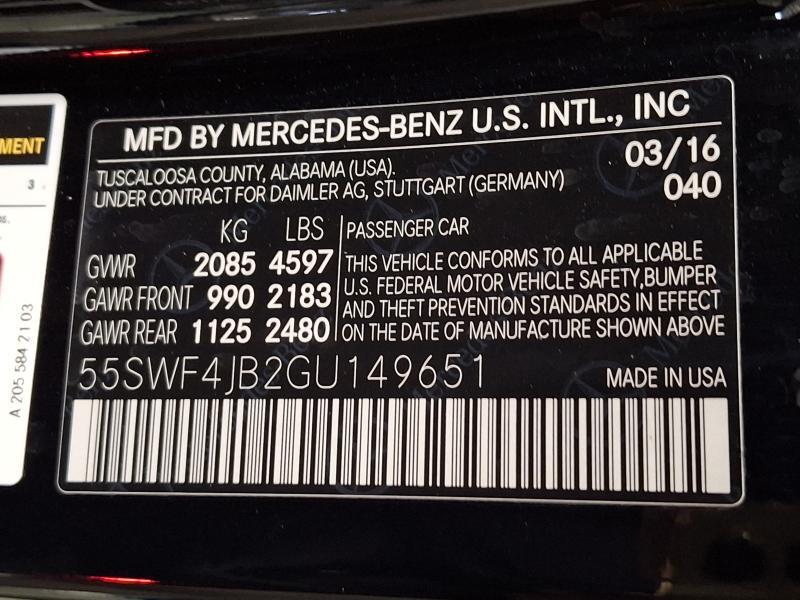 MENT
3.
A 205 584 21 03
MFD BY MERCEDES-BENZ U.S. INTL., INC
TUSCALOOSA COUNTY, ALABAMA (USA).
UNDER CONTRACT FOR DAIMLER AG, STUTTGART (GERMANY)
03/16
040
KG LBS
GVWR 2085 4597
GAWR FRONT 990 2183
GAWR REAR 1125 2480
PASSENGER CAR
THIS VEHICLE CONFORMS TO ALL APPLICABLE
U.S. FEDERAL MOTOR VEHICLE SAFETY,BUMPER
AND THEFT PREVENTION STANDARDS IN EFFECT
ON THE DATE OF MANUFACTURE SHOWN ABOVE
55SWF4JB2GU149651
MADE IN USA